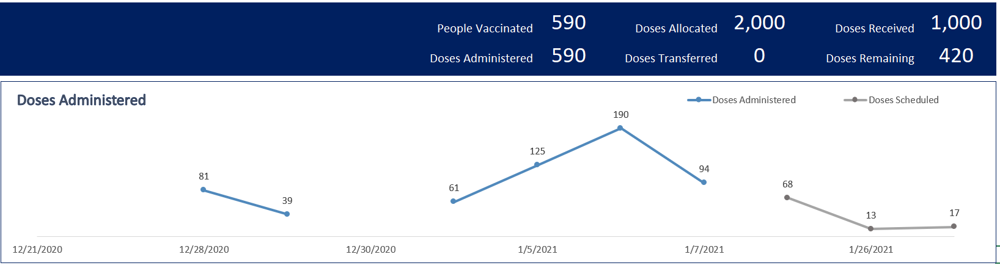 People Vaccinated 590 Doses Allocated 2,000 Doses Received 1,000
Doses Administered 590 Doses Transferred 0 Doses Remaining 420
Doses Administered
Doses Administered Doses Scheduled
190
125
81
94
61
68
39
13
17
12/21/2020 12/28/2020 12/30/2020 1/5/2021 1/7/2021 1/26/2021